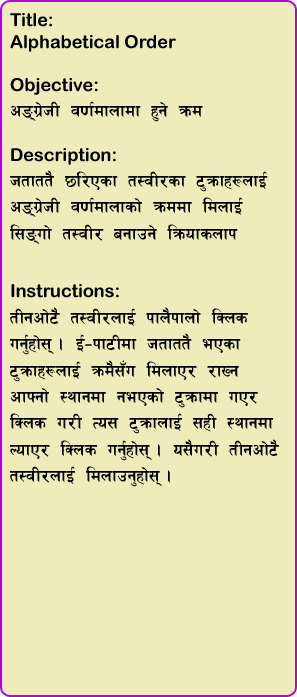 Title:
Alphabetical Order
Objective:
अङ्ग्रेजी वर्णमालामा हुने क्रम
Description:
जताततै छरिएका तस्वीरका टुक्राहरूलाई
अङ्ग्रेजी वर्णमालाको क्रममा मिलाई
सिङ्गो तस्वीर बनाउने क्रियाकलाप
Instructions:
तीनओटै तस्वीरलाई पालैपालो क्लिक
गर्नुहोस् । ई-पाटीमा जताततै भएका
टुक्राहरूलाई क्रमैसँग मिलाएर राख्न
आफ्नो स्थानमा नभएको टुक्रामा गएर
क्लिक गरी त्यस टुक्रालाई सही स्थानमा
ल्याएर क्लिक गर्नुहोस् । यसैगरी तीनओटै
तस्वीरलाई मिलाउनुहोस् ।